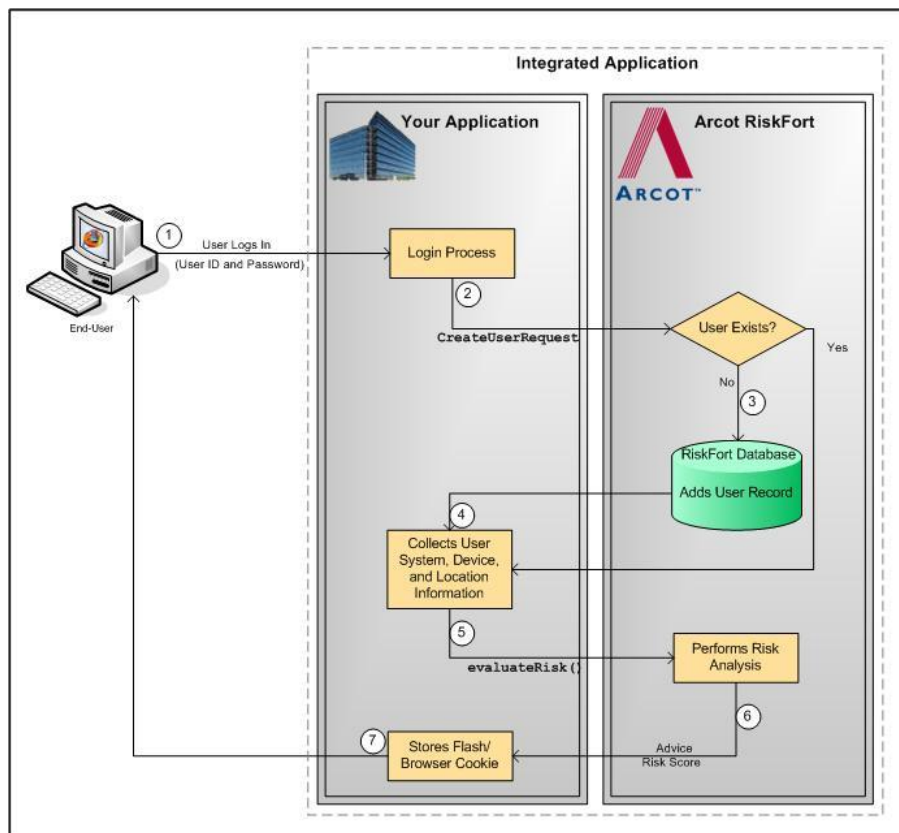 Integrated Application
Your Application
Arcot RiskFort
ARCOT™
1
User Logs In
(User ID and Password)
End-User
Login Process
2
CreateUserRequest
User Exists?
Yes
No
3
RiskFort Database
Adds User Record
4
Collects User
System, Device,
and Location
Information
5
evaluateRisk()
Performs Risk
Analysis
6
Advice
Risk Score
7
Stores Flash/
Browser Cookie